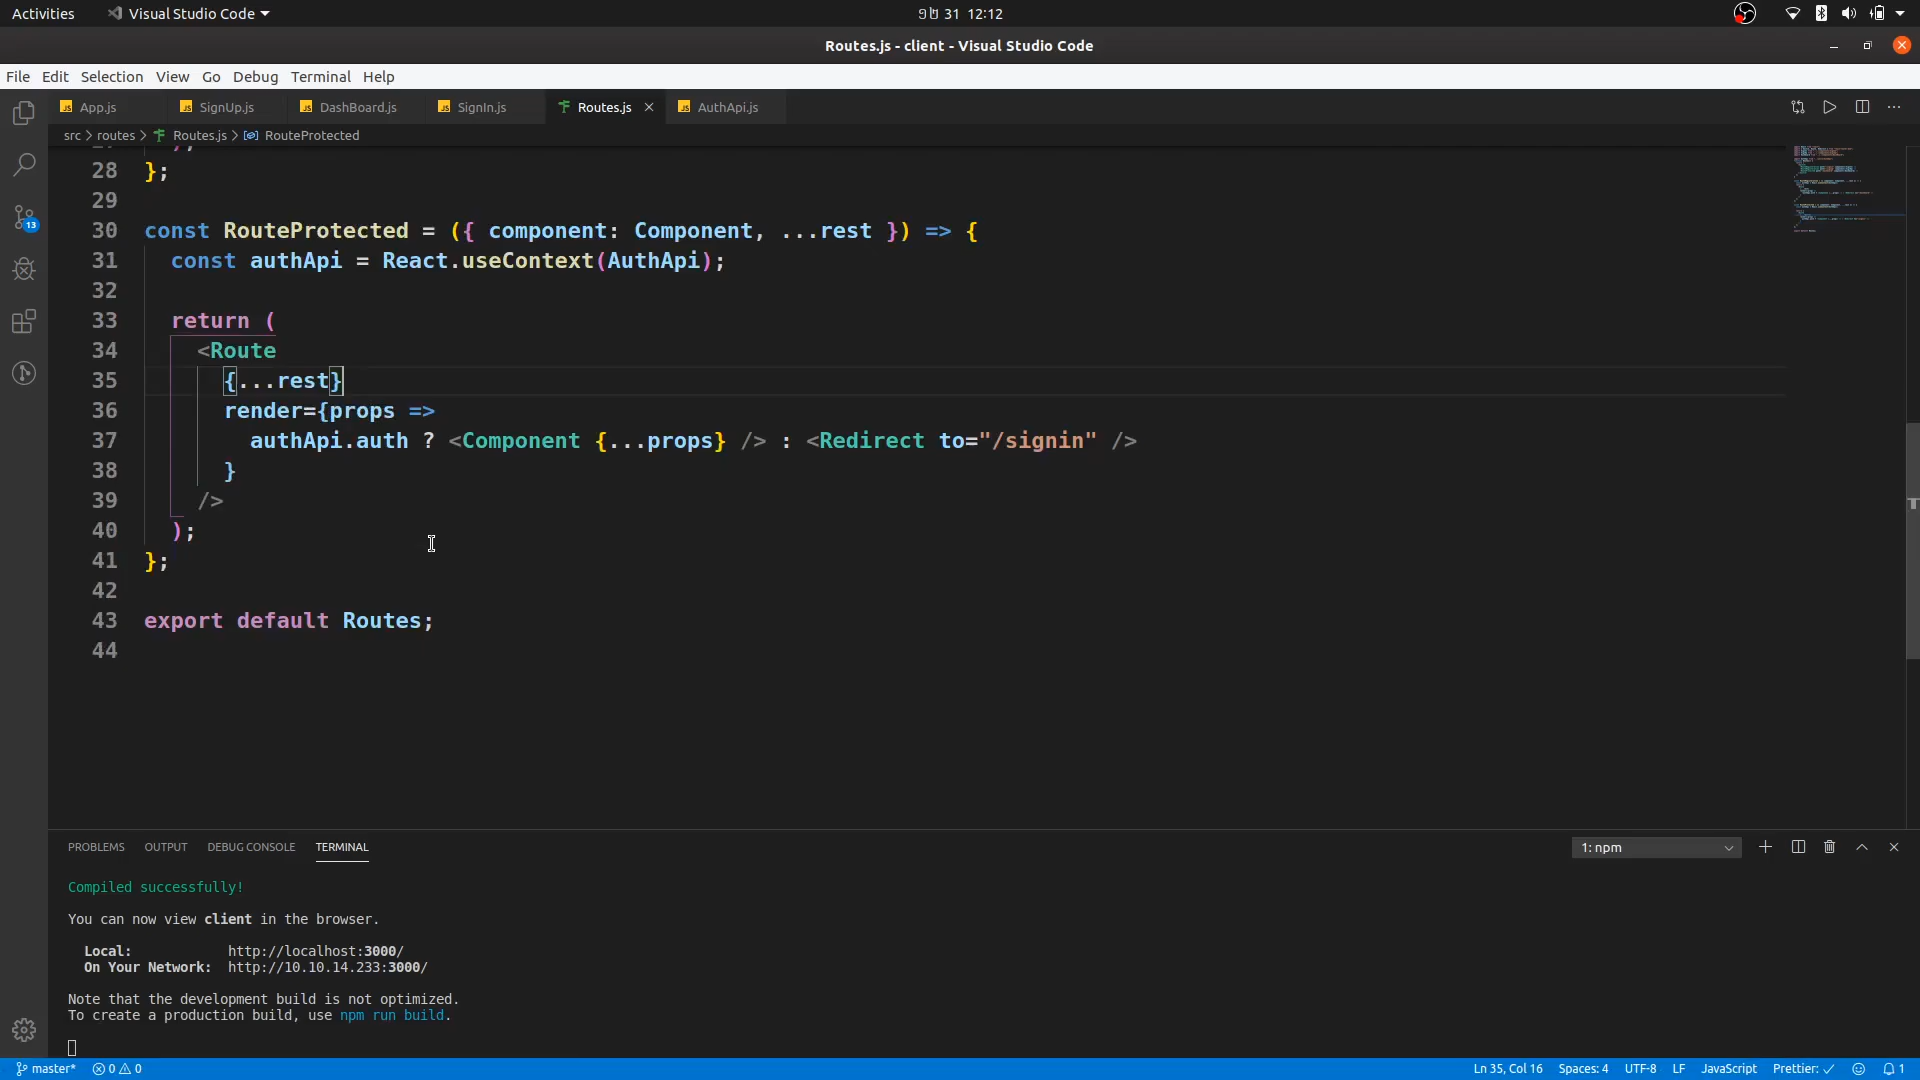 Activities
Visual Studio Code
31 12:12
Routes.js - client - Visual Studio Code
File Edit Selection View Go Debug Terminal Help
App.js SignUp.js DashBoard.js SignIn.js Routes.js AuthApi.js
src > routes > Routes.js > RouteProtected
28 };
29
30 const RouteProtected = ({ component: Component, ...rest }) => {
31 const authApi = React.useContext(AuthApi);
32
33 return (
34 <Route
35 {...rest}
36 render={props =>
37 authApi.auth ? <Component {...props} /> : <Redirect to="/signin" />
38 }
39 />
40 );
41 };
42
43 export default Routes;
44
13
PROBLEMS OUTPUT DEBUG CONSOLE TERMINAL
1: npm
Compiled successfully!
You can now view client in the browser.
Local: http://localhost:3000/
On Your Network: http://10.10.14.233:3000/
Note that the development build is not optimized.
To create a production build, use npm run build.
master* 0 0
Ln 35, Col 16 Spaces: 4 UTF-8 LF JavaScript Prettier: ✓ 1